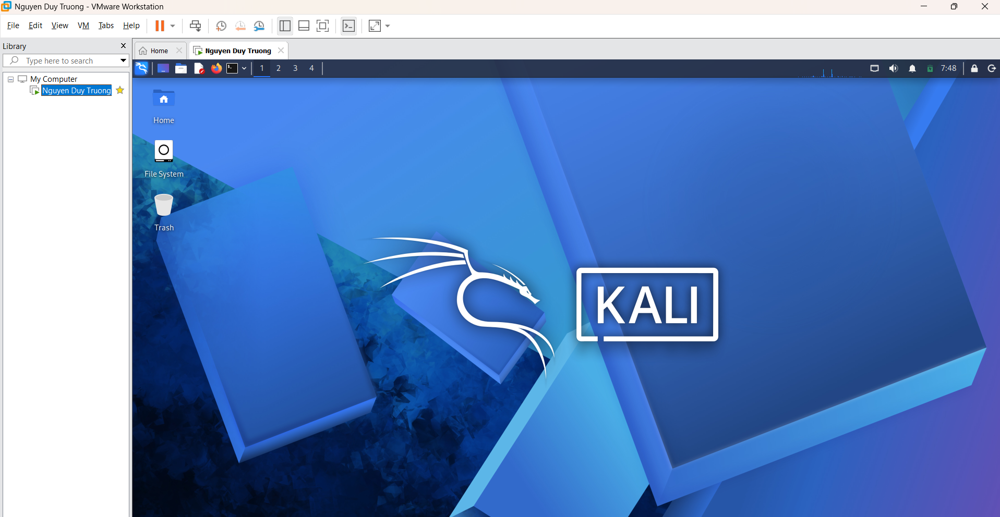 Nguyen Duy Truong - VMware Workstation
File Edit View VM Tabs Help
Library
Type here to search
My Computer
Nguyen Duy Truong
Home
Nguyen Duy Truong
1 2 3 4
7:48
Home
File System
Trash
KALI